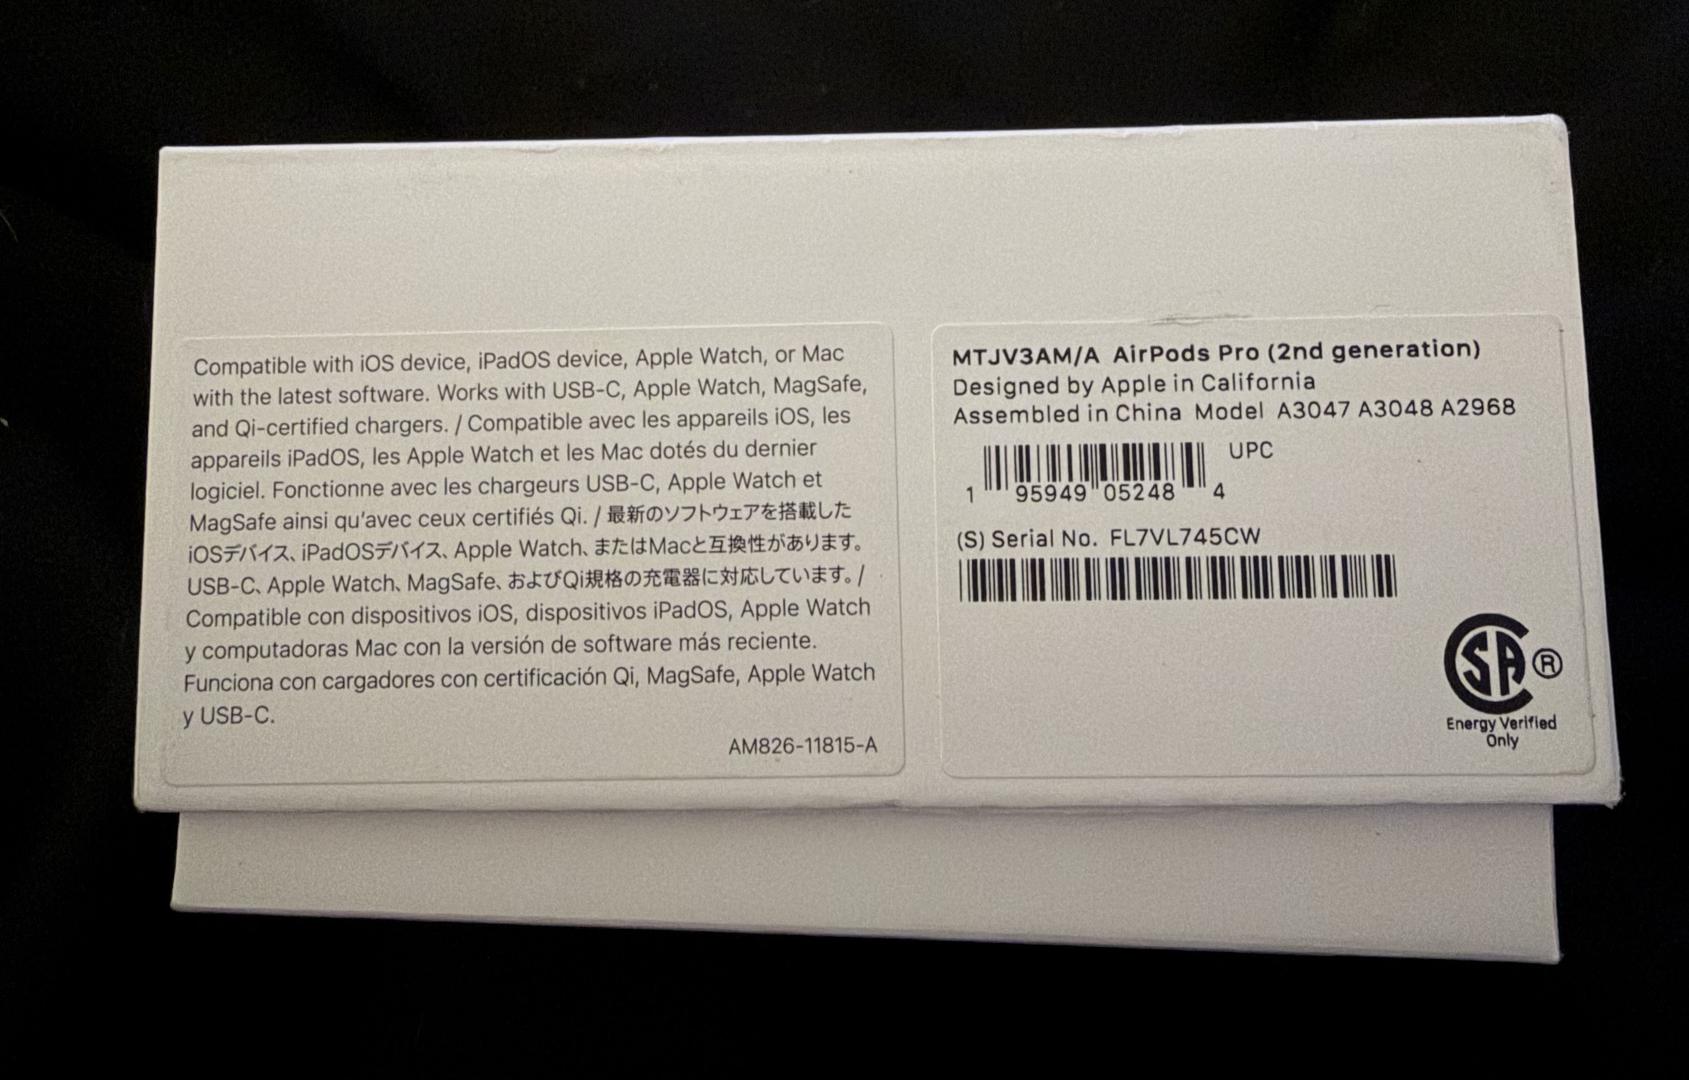 Compatible with iOS device, iPadOS device, Apple Watch, or Mac
with the latest software. Works with USB-C, Apple Watch, MagSafe,
and Qi-certified chargers. / Compatible avec les appareils iOS, les
appareils iPadOS, les Apple Watch et les Mac dotés du dernier
logiciel. Fonctionne avec les chargeurs USB-C, Apple Watch et
MagSafe ainsi qu'avec ceux certifiés Qi. / 最新のソフトウェアを搭載した
iOSデバイス、iPadOSデバイス、Apple Watch、またはMacと互換性があります。
USB-C、Apple Watch、MagSafe、およびQi規格の充電器に対応しています。/
Compatible con dispositivos iOS, dispositivos iPadOS, Apple Watch
y computadoras Mac con la versión de software más reciente.
Funciona con cargadores con certificación Qi, MagSafe, Apple Watch
y USB-C.
AM826-11815-A
MTJV3AM/A AirPods Pro (2nd generation)
Designed by Apple in California
Assembled in China Model A3047 A3048 A2968
UPC
1 95949 05248 4
(S) Serial No. FL7VL745CW
SA ®
Energy Verified
Only